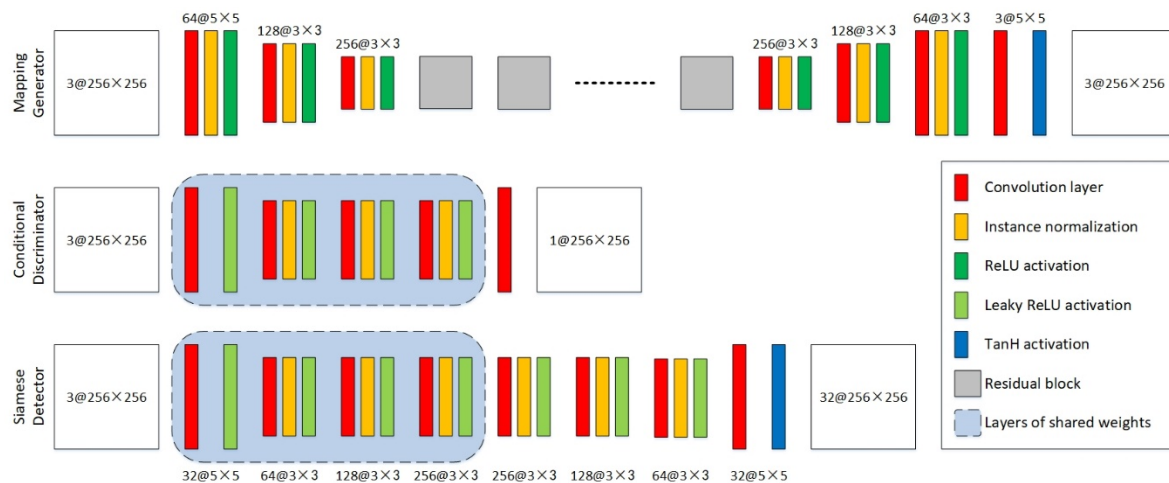 Mapping
Generator
3@256×256
64@5×5
128@3×3
256@3×3
256@3×3
128@3×3
64@3×3
3@5×5
3@256×256
Conditional
Discriminator
3@256×256
1@256×256
Siamese
Detector
3@256×256
32@256×256
32@5×5
64@3×3
128@3×3
256@3×3
256@3×3
128@3×3
64@3×3
32@5×5
Convolution layer
Instance normalization
ReLU activation
Leaky ReLU activation
TanH activation
Residual block
Layers of shared weights